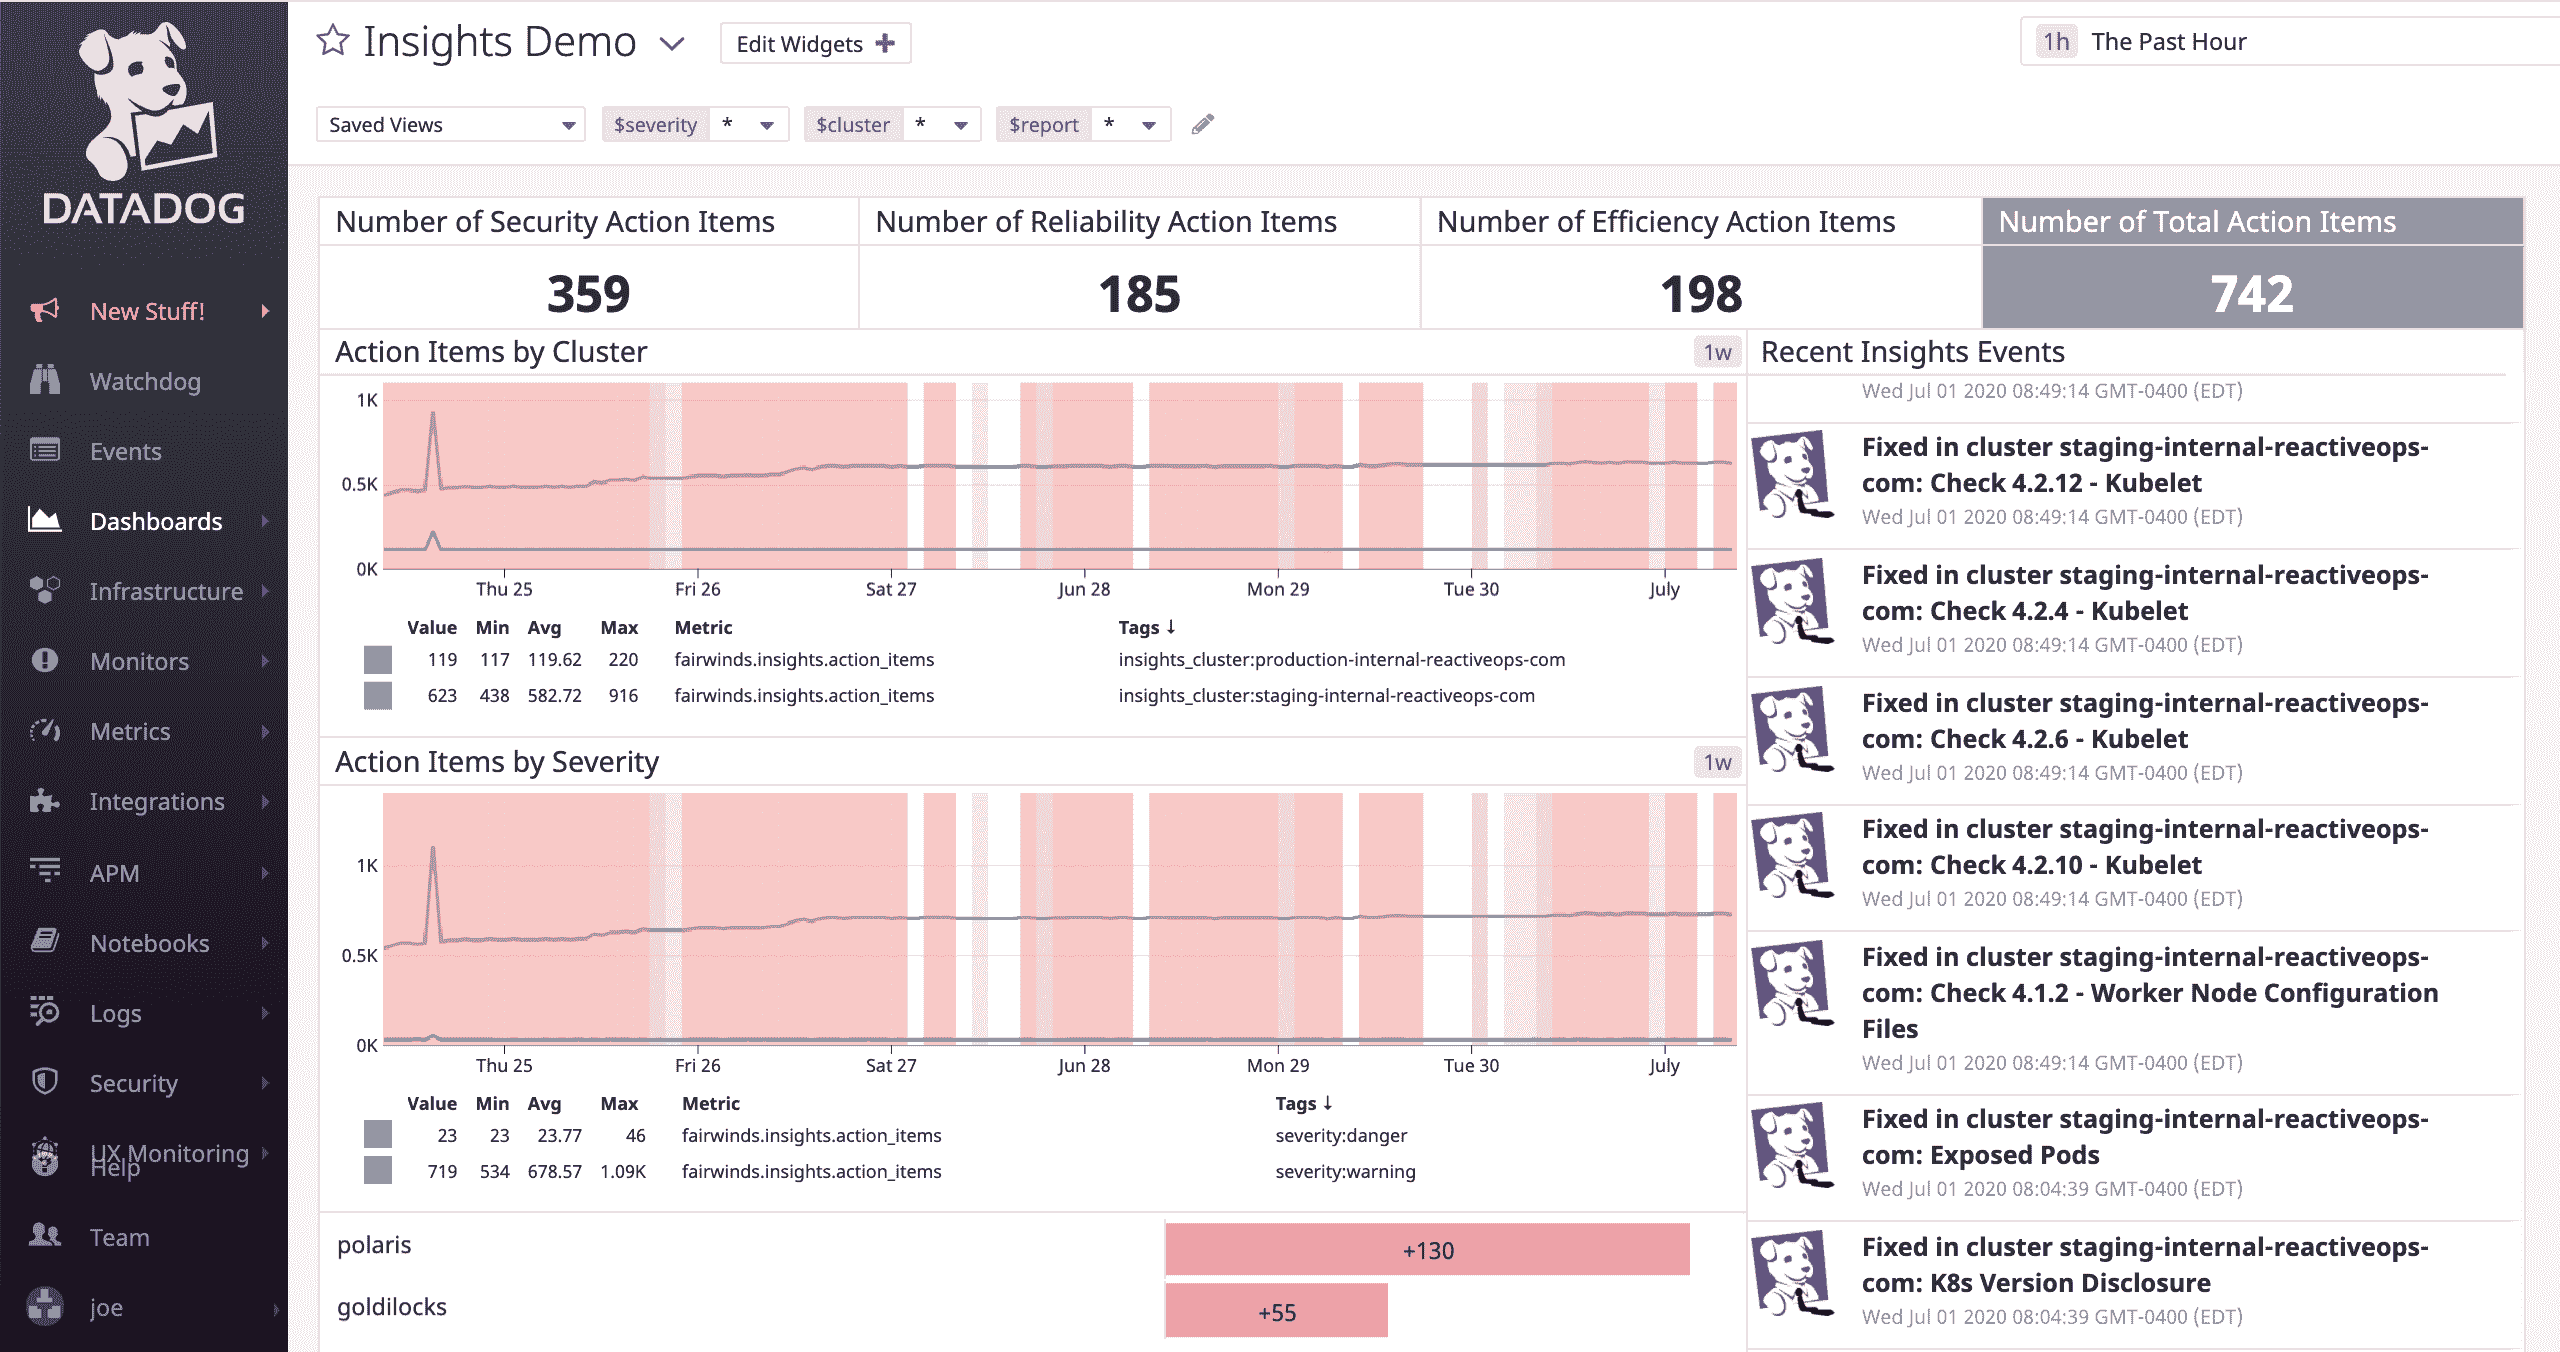 DATADOG
New Stuff!
Watchdog
Events
Dashboards
Infrastructure
Monitors
Metrics
Integrations
APM
Notebooks
Logs
Security
UX Monitoring
Help
Team
joe
Insights Demo
Edit Widgets
1h The Past Hour
Saved Views
$severity *
$cluster *
$report *
Number of Security Action Items
359
Number of Reliability Action Items
185
Number of Efficiency Action Items
198
Number of Total Action Items
742
Action Items by Cluster
1w
1K
0.5K
0K
Thu 25 Fri 26 Sat 27 Jun 28 Mon 29 Tue 30 July
Value Min Avg Max Metric Tags ↓
119 117 119.62 220 fairwinds.insights.action_items insights_cluster:production-internal-reactiveops-com
623 438 582.72 916 fairwinds.insights.action_items insights_cluster:staging-internal-reactiveops-com
Action Items by Severity
1w
1K
0.5K
0K
Thu 25 Fri 26 Sat 27 Jun 28 Mon 29 Tue 30 July
Value Min Avg Max Metric Tags ↓
23 23 23.77 46 fairwinds.insights.action_items severity:danger
719 534 678.57 1.09K fairwinds.insights.action_items severity:warning
polaris +130
goldilocks +55
Recent Insights Events
Wed Jul 01 2020 08:49:14 GMT-0400 (EDT)
Fixed in cluster staging-internal-reactiveops-
com: Check 4.2.12 - Kubelet
Wed Jul 01 2020 08:49:14 GMT-0400 (EDT)
Fixed in cluster staging-internal-reactiveops-
com: Check 4.2.4 - Kubelet
Wed Jul 01 2020 08:49:14 GMT-0400 (EDT)
Fixed in cluster staging-internal-reactiveops-
com: Check 4.2.6 - Kubelet
Wed Jul 01 2020 08:49:14 GMT-0400 (EDT)
Fixed in cluster staging-internal-reactiveops-
com: Check 4.2.10 - Kubelet
Wed Jul 01 2020 08:49:14 GMT-0400 (EDT)
Fixed in cluster staging-internal-reactiveops-
com: Check 4.1.2 - Worker Node Configuration
Files
Wed Jul 01 2020 08:49:14 GMT-0400 (EDT)
Fixed in cluster staging-internal-reactiveops-
com: Exposed Pods
Wed Jul 01 2020 08:04:39 GMT-0400 (EDT)
Fixed in cluster staging-internal-reactiveops-
com: K8s Version Disclosure
Wed Jul 01 2020 08:04:39 GMT-0400 (EDT)